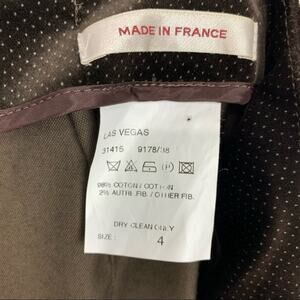 MADE IN FRANCE
LAS VEGAS
31415 9178/38
(P)
98% COTON / COTTON
2% AUTRE.FIB. / OTHER FIB.
DRY CLEAN ONLY
SIZE : 4